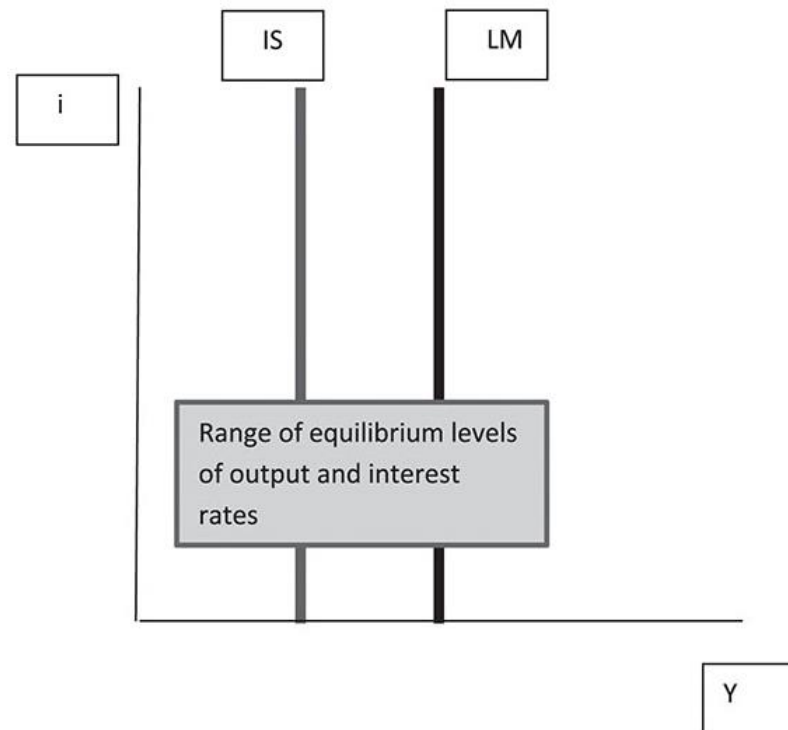 IS
LM
i
Range of equilibrium levels
of output and interest
rates
Y